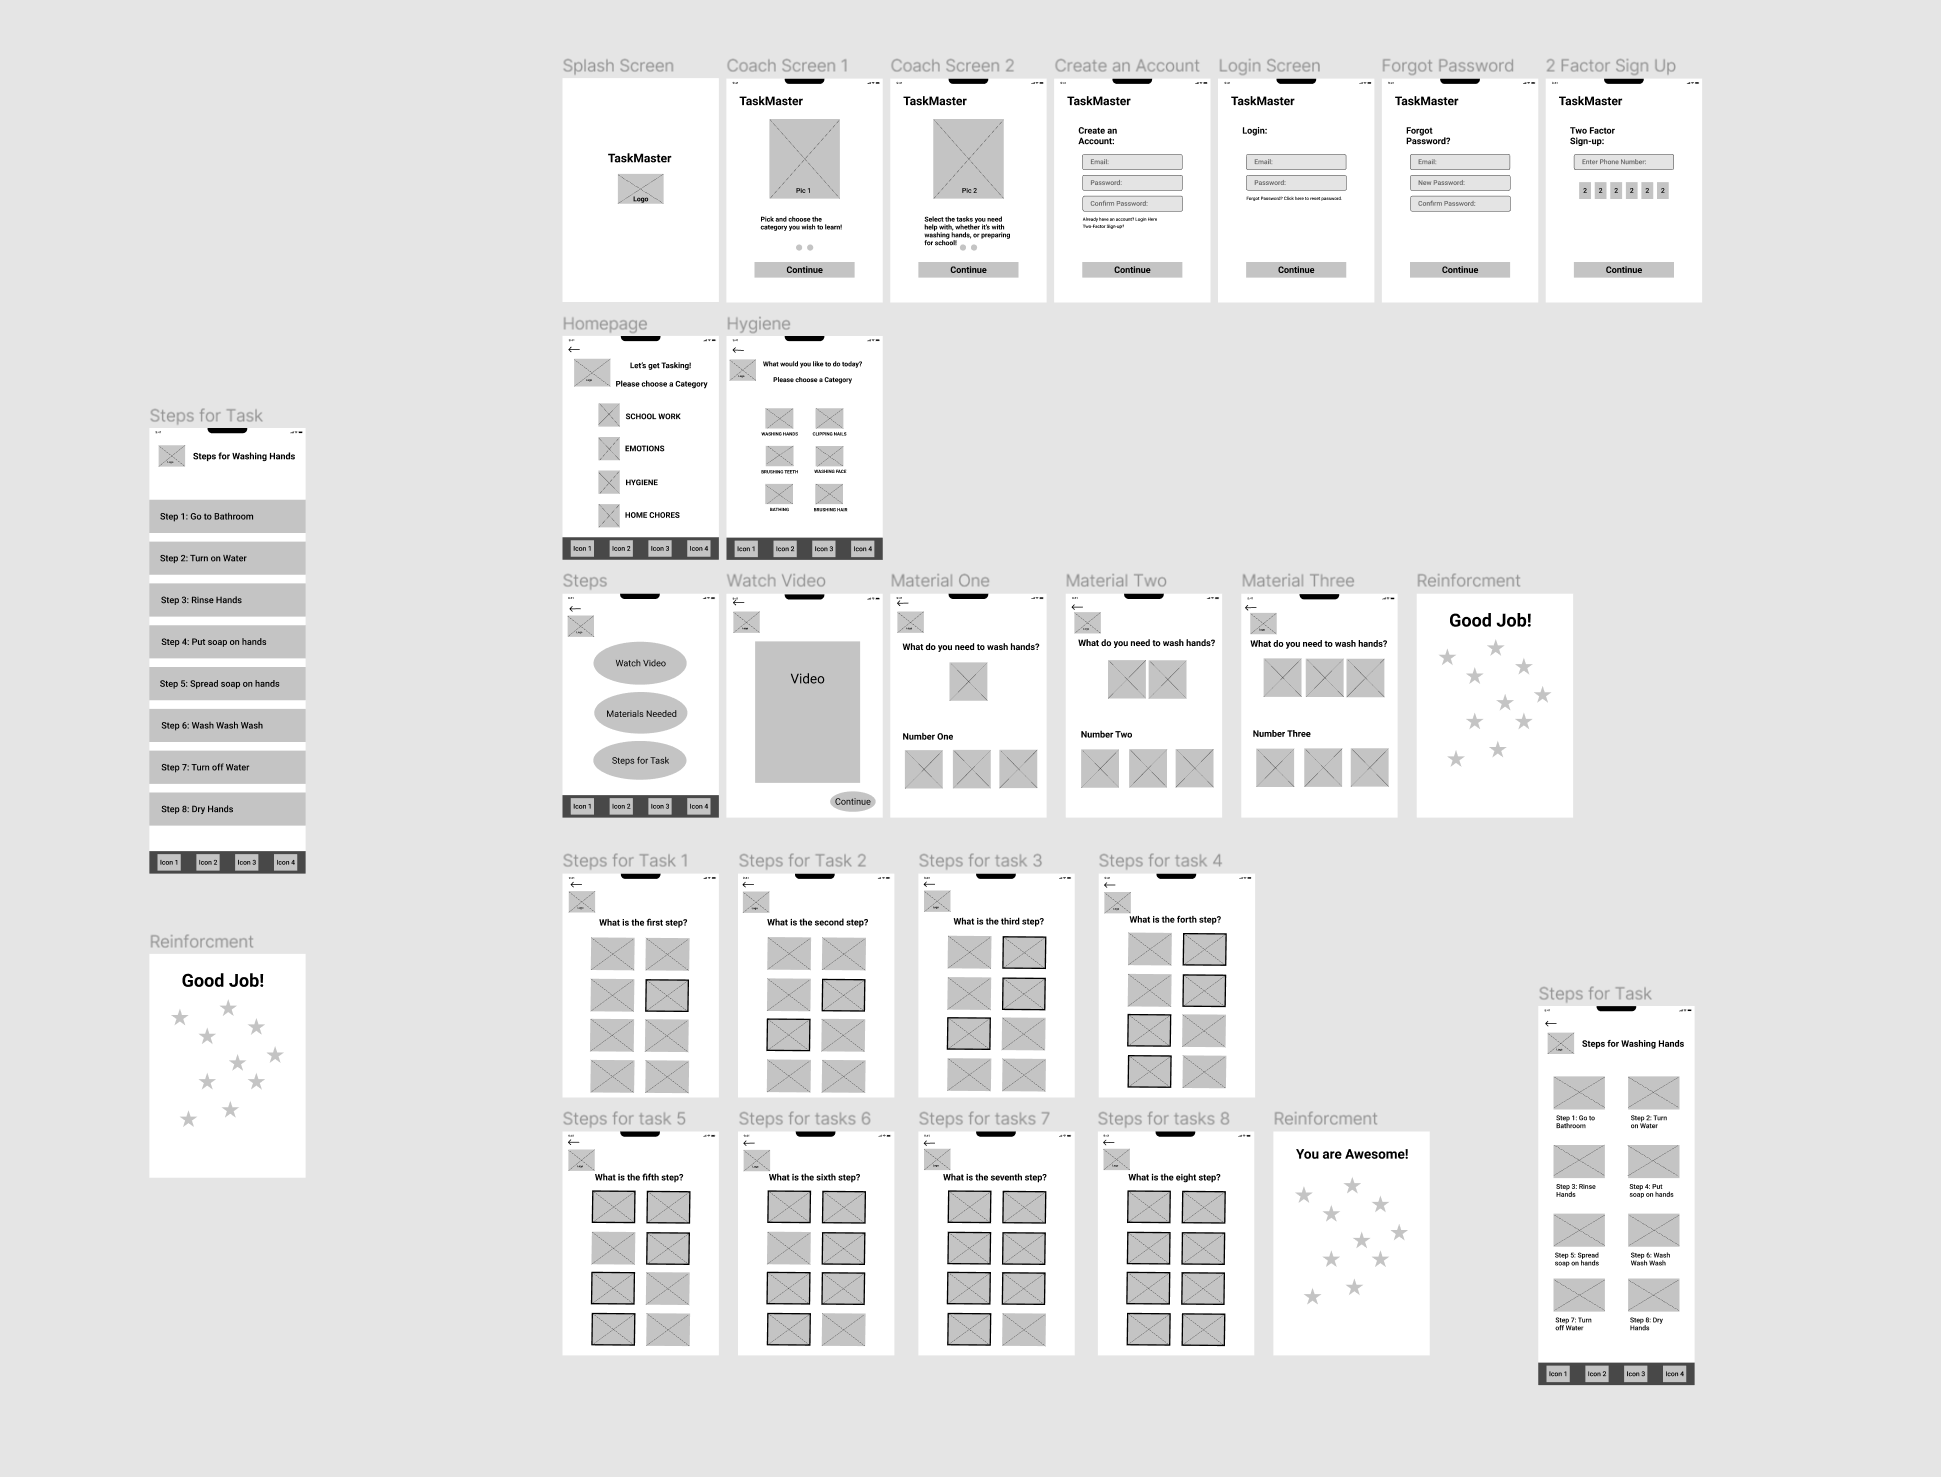 Splash Screen
TaskMaster
Logo
Coach Screen 1
TaskMaster
Pic 1
Pick and choose the
category you wish to learn!
Continue
Coach Screen 2
TaskMaster
Pic 2
Select the tasks you need
help with, whether it's with
washing hands, or preparing
for school!
Continue
Create an Account
TaskMaster
Create an
Account:
Email:
Password:
Confirm Password:
Already have an account? Login Here
Two-Factor Sign-up?
Continue
Login Screen
TaskMaster
Login:
Email:
Password:
Forgot Password? Click here to reset password.
Continue
Forgot Password
TaskMaster
Forgot
Password?
Email:
New Password:
Confirm Password:
Continue
2 Factor Sign Up
TaskMaster
Two Factor
Sign-up:
Enter Phone Number:
2 2 2 2 2 2
Continue
Homepage
Let's get Tasking!
Please choose a Category
SCHOOL WORK
EMOTIONS
HYGIENE
HOME CHORES
Icon 1 Icon 2 Icon 3 Icon 4
Hygiene
What would you like to do today?
Please choose a Category
WASHING HANDS CLIPPING NAILS
BRUSHING TEETH WASHING FACE
BATHING BRUSHING HAIR
Icon 1 Icon 2 Icon 3 Icon 4
Steps for Task
Steps for Washing Hands
Step 1: Go to Bathroom
Step 2: Turn on Water
Step 3: Rinse Hands
Step 4: Put soap on hands
Step 5: Spread soap on hands
Step 6: Wash Wash Wash
Step 7: Turn off Water
Step 8: Dry Hands
Icon 1 Icon 2 Icon 3 Icon 4
Steps
Watch Video
Materials Needed
Steps for Task
Icon 1 Icon 2 Icon 3 Icon 4
Watch Video
Video
Continue
Material One
What do you need to wash hands?
Number One
Material Two
What do you need to wash hands?
Number Two
Material Three
What do you need to wash hands?
Number Three
Reinforcment
Good Job!
Steps for Task 1
What is the first step?
Steps for Task 2
What is the second step?
Steps for task 3
What is the third step?
Steps for task 4
What is the forth step?
Reinforcment
Good Job!
Steps for task 5
What is the fifth step?
Steps for tasks 6
What is the sixth step?
Steps for tasks 7
What is the seventh step?
Steps for tasks 8
What is the eight step?
Reinforcment
You are Awesome!
Steps for Task
Steps for Washing Hands
Step 1: Go to
Bathroom
Step 2: Turn
on Water
Step 3: Rinse
Hands
Step 4: Put
soap on hands
Step 5: Spread
soap on hands
Step 6: Wash
Wash Wash
Step 7: Turn
off Water
Step 8: Dry
Hands
Icon 1 Icon 2 Icon 3 Icon 4